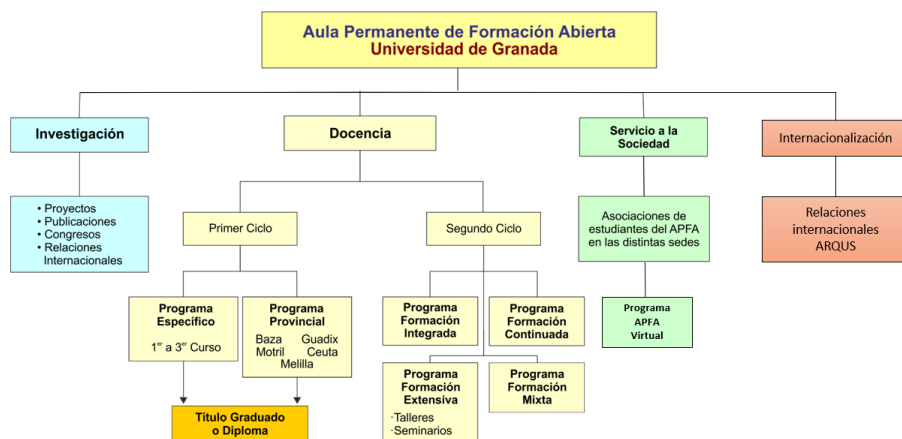 Aula Permanente de Formación Abierta
Universidad de Granada
Investigación
Docencia
Servicio a la
Sociedad
Internacionalización
• Proyectos
• Publicaciones
• Congresos
• Relaciones
Internacionales
Primer Ciclo
Segundo Ciclo
Asociaciones de
estudiantes del APFA
en las distintas sedes
Relaciones
internacionales
ARQUS
Programa
Específico
1er a 3er Curso
Programa
Provincial
Baza Guadix
Motril Ceuta
Melilla
Programa
Formación
Integrada
Programa
Formación
Continuada
Programa
APFA
Virtual
Programa
Formación
Extensiva
·Talleres
·Seminarios
Programa
Formación
Mixta
Título Graduado
o Diploma